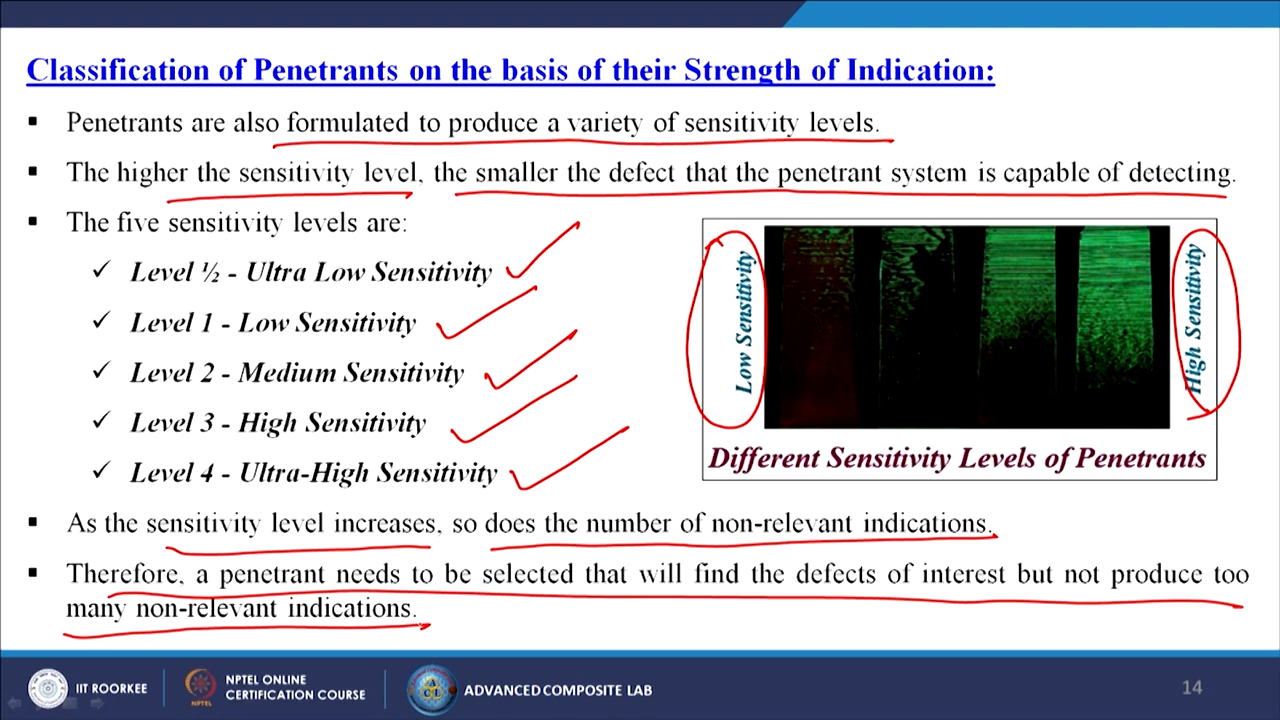 Classification of Penetrants on the basis of their Strength of Indication:
▪ Penetrants are also formulated to produce a variety of sensitivity levels.
▪ The higher the sensitivity level, the smaller the defect that the penetrant system is capable of detecting.
▪ The five sensitivity levels are:
✓ Level ½ - Ultra Low Sensitivity
✓ Level 1 - Low Sensitivity
✓ Level 2 - Medium Sensitivity
✓ Level 3 - High Sensitivity
✓ Level 4 - Ultra-High Sensitivity
Low Sensitivity
High Sensitivity
Different Sensitivity Levels of Penetrants
▪ As the sensitivity level increases, so does the number of non-relevant indications.
▪ Therefore, a penetrant needs to be selected that will find the defects of interest but not produce too
many non-relevant indications.
IIT ROORKEE
NPTEL
NPTEL ONLINE
CERTIFICATION COURSE
ACL
ADVANCED COMPOSITE LAB
14